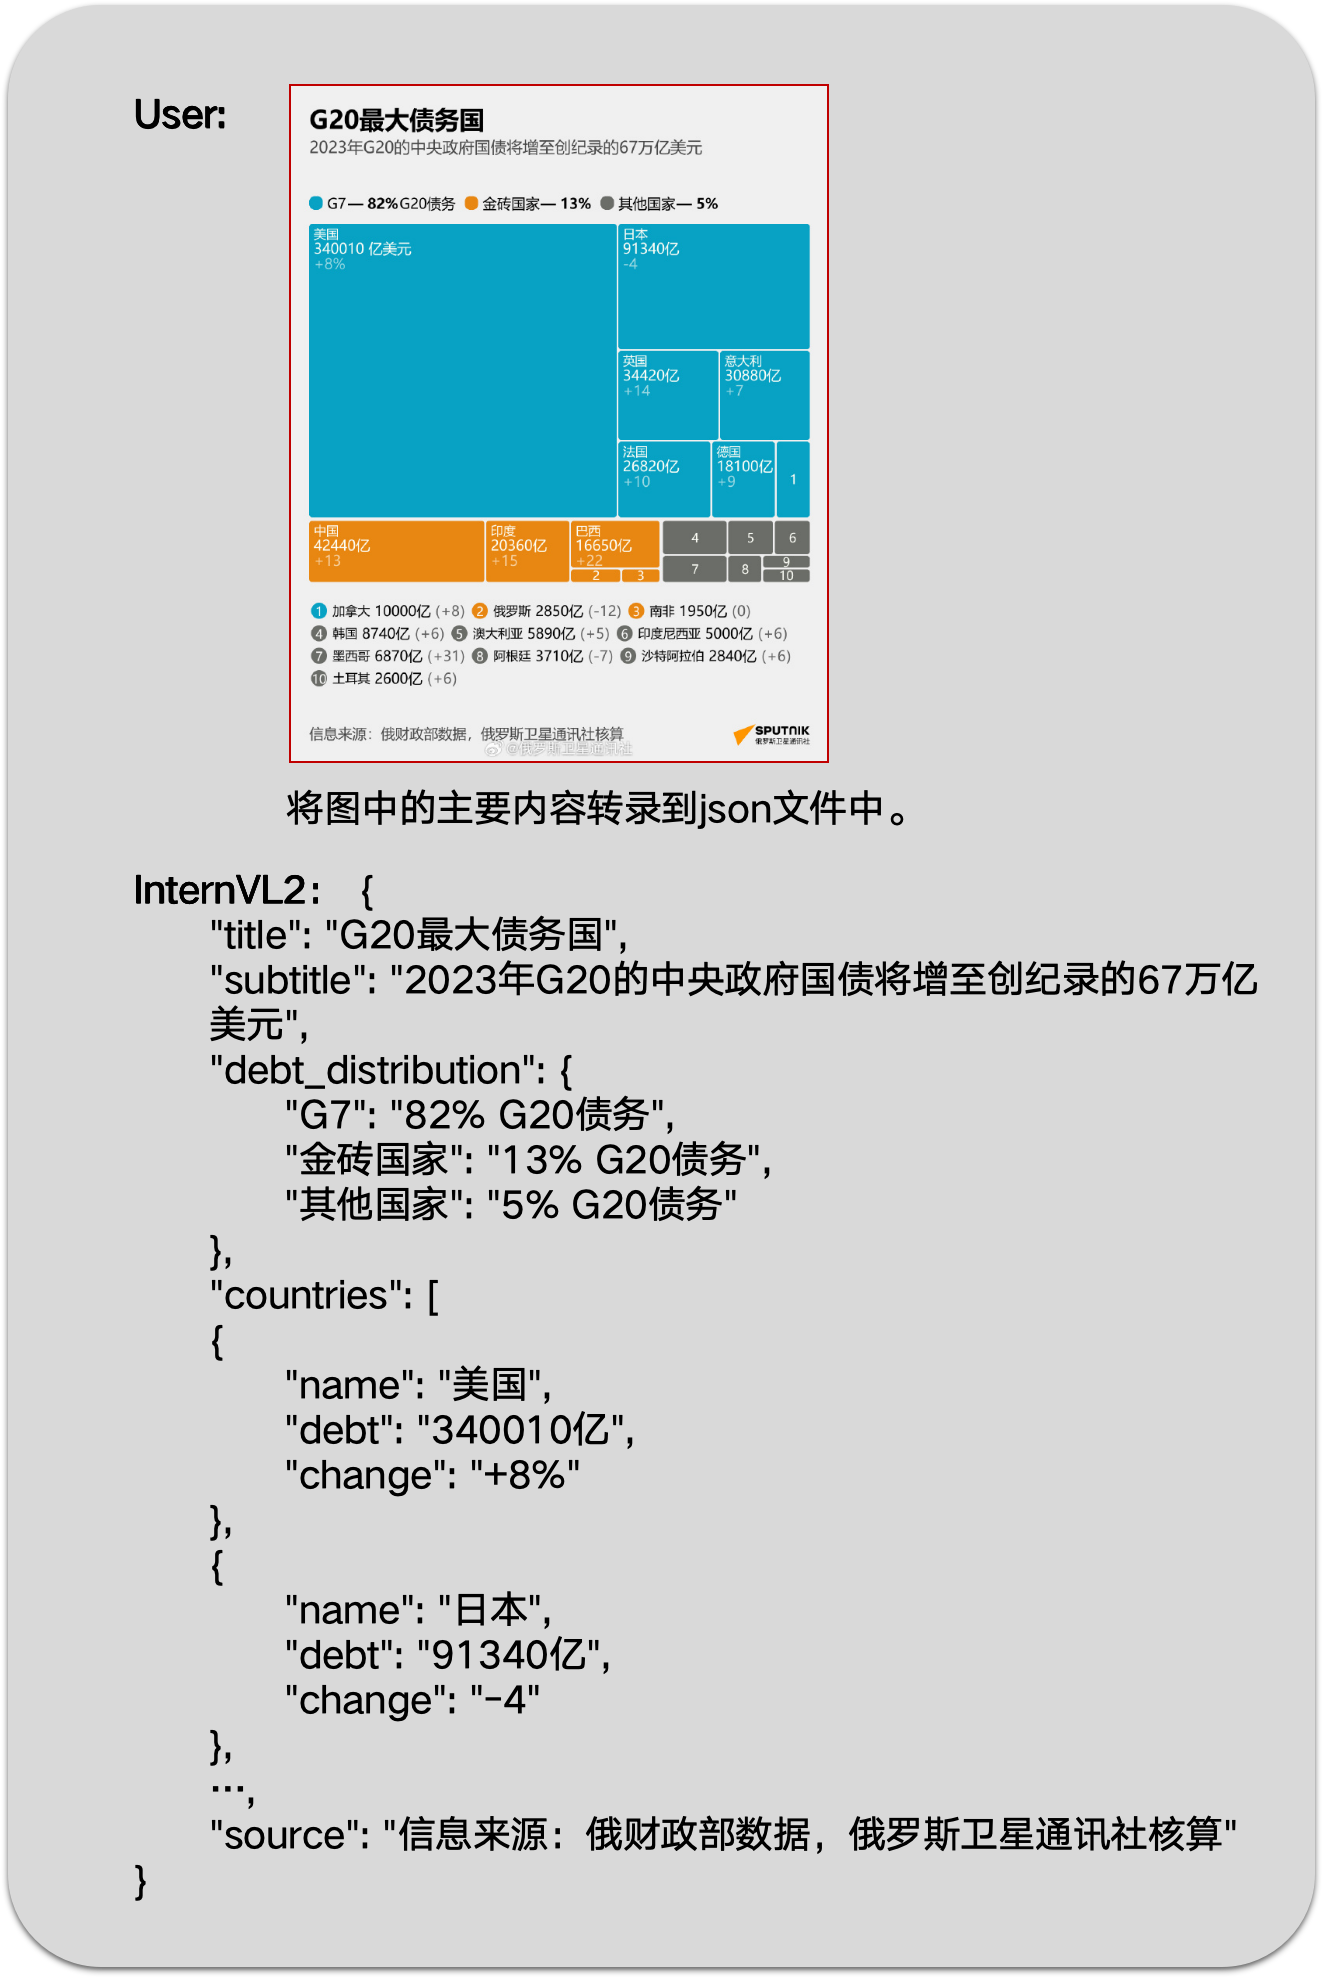 User:
G20最大债务国
2023年G20的中央政府国债将增至创纪录的67万亿美元
G7— 82%G20债务 金砖国家— 13% 其他国家— 5%
美国
340010 亿美元
+8%
日本
91340亿
-4
英国
34420亿
+14
意大利
30880亿
+7
法国
26820亿
+10
德国
18100亿
+9
1
中国
42440亿
+13
印度
20360亿
+15
巴西
16650亿
+22
2
3
4
5
6
7
8
9
10
1 加拿大 10000亿 (+8) 2 俄罗斯 2850亿 (-12) 3 南非 1950亿 (0)
4 韩国 8740亿 (+6) 5 澳大利亚 5890亿 (+5) 6 印度尼西亚 5000亿 (+6)
7 墨西哥 6870亿 (+31) 8 阿根廷 3710亿 (-7) 9 沙特阿拉伯 2840亿 (+6)
10 土耳其 2600亿 (+6)
信息来源：俄财政部数据，俄罗斯卫星通讯社核算
@俄罗斯卫星通讯社
SPUTNIK
俄罗斯卫星通讯社
将图中的主要内容转录到json文件中。
InternVL2: {
"title": "G20最大债务国",
"subtitle": "2023年G20的中央政府国债将增至创纪录的67万亿
美元",
"debt_distribution": {
"G7": "82% G20债务",
"金砖国家": "13% G20债务",
"其他国家": "5% G20债务"
},
"countries": [
{
"name": "美国",
"debt": "340010亿",
"change": "+8%"
},
{
"name": "日本",
"debt": "91340亿",
"change": "-4"
},
…,
"source": "信息来源：俄财政部数据，俄罗斯卫星通讯社核算"
}